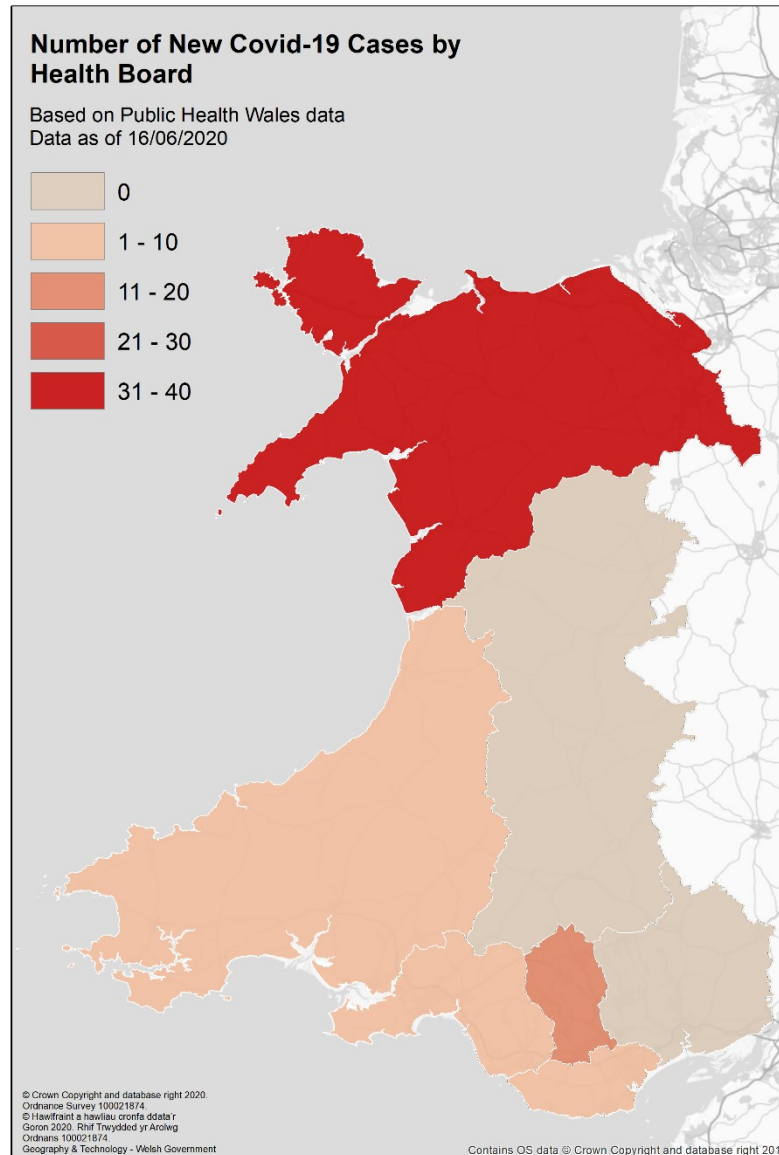 Number of New Covid-19 Cases by
Health Board
Based on Public Health Wales data
Data as of 16/06/2020
0
1 - 10
11 - 20
21 - 30
31 - 40
© Crown Copyright and database right 2020.
Ordnance Survey 100021874.
© Hawlfraint a hawliau cronfa ddata'r
Goron 2020. Rhif Trwydded yr Arolwg
Ordnans 100021874.
Geography & Technology - Welsh Government
Contains OS data © Crown Copyright and database right 201